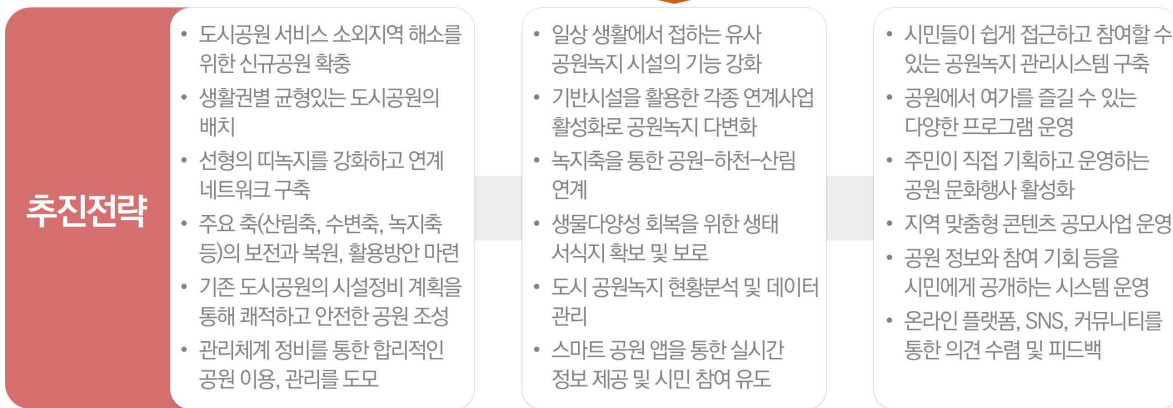 추진전략
• 도시공원 서비스 소외지역 해소를
위한 신규공원 확충
• 생활권별 균형있는 도시공원의
배치
• 선형의 띠녹지를 강화하고 연계
네트워크 구축
• 주요 축(산림축, 수변축, 녹지축
등)의 보전과 복원, 활용방안 마련
• 기존 도시공원의 시설정비 계획을
통해 쾌적하고 안전한 공원 조성
• 관리체계 정비를 통한 합리적인
공원 이용, 관리를 도모
• 일상 생활에서 접하는 유사
공원녹지 시설의 기능 강화
• 기반시설을 활용한 각종 연계사업
활성화로 공원녹지 다변화
• 녹지축을 통한 공원-하천-산림
연계
• 생물다양성 회복을 위한 생태
서식지 확보 및 보로
• 도시 공원녹지 현황분석 및 데이터
관리
• 스마트 공원 앱을 통한 실시간
정보 제공 및 시민 참여 유도
• 시민들이 쉽게 접근하고 참여할 수
있는 공원녹지 관리시스템 구축
• 공원에서 여가를 즐길 수 있는
다양한 프로그램 운영
• 주민이 직접 기획하고 운영하는
공원 문화행사 활성화
• 지역 맞춤형 콘텐츠 공모사업 운영
• 공원 정보와 참여 기회 등을
시민에게 공개하는 시스템 운영
• 온라인 플랫폼, SNS, 커뮤니티를
통한 의견 수렴 및 피드백